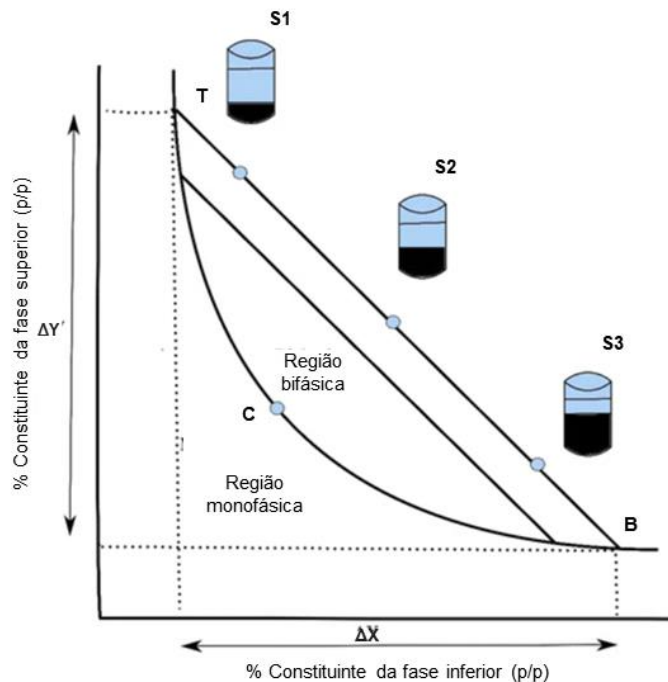 S1
T
S2
% Constituinte da fase superior (p/p)
ΔY'
Região
bifásica
S3
C
Região
monofásica
B
ΔX
% Constituinte da fase inferior (p/p)